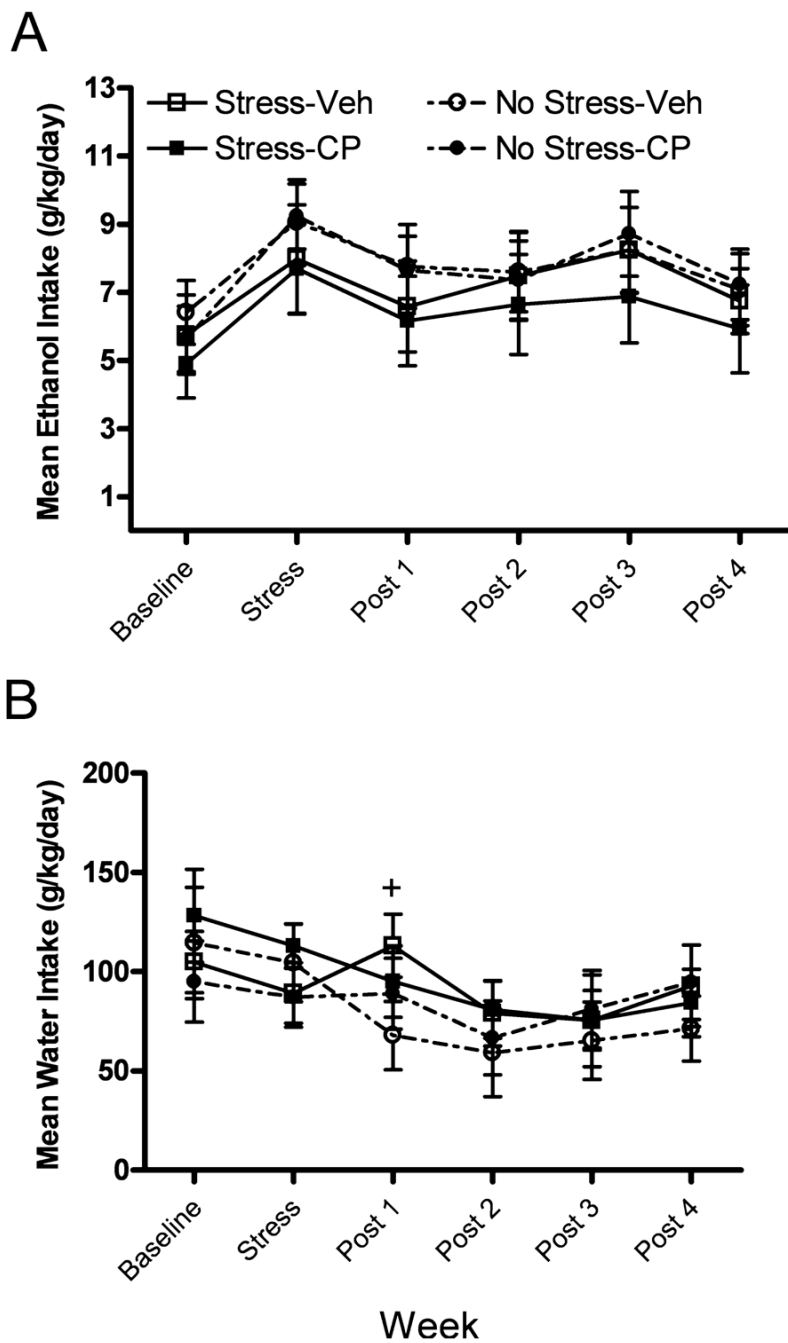 A
Mean Ethanol Intake (g/kg/day)
13
11
9
7
5
3
1
Stress-Veh No Stress-Veh
Stress-CP No Stress-CP
Baseline Stress Post 1 Post 2 Post 3 Post 4
B
Mean Water Intake (g/kg/day)
200
150
100
50
0
+
Baseline Stress Post 1 Post 2 Post 3 Post 4
Week